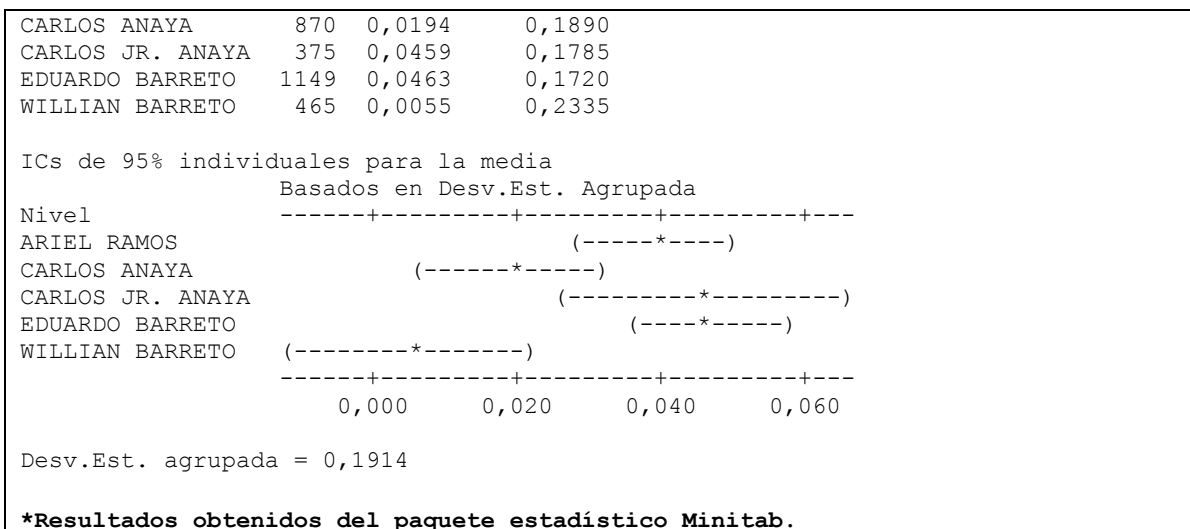 CARLOS ANAYA 870 0,0194 0,1890
CARLOS JR. ANAYA 375 0,0459 0,1785
EDUARDO BARRETO 1149 0,0463 0,1720
WILLIAN BARRETO 465 0,0055 0,2335
ICs de 95% individuales para la media
Basados en Desv.Est. Agrupada
Nivel ------+---------+---------+---------+---
ARIEL RAMOS (-----*----)
CARLOS ANAYA (------*-----)
CARLOS JR. ANAYA (---------*---------)
EDUARDO BARRETO (----*-----)
WILLIAN BARRETO (--------*-------)
------+---------+---------+---------+---
0,000 0,020 0,040 0,060
Desv.Est. agrupada = 0,1914
*Resultados obtenidos del paquete estadístico Minitab.